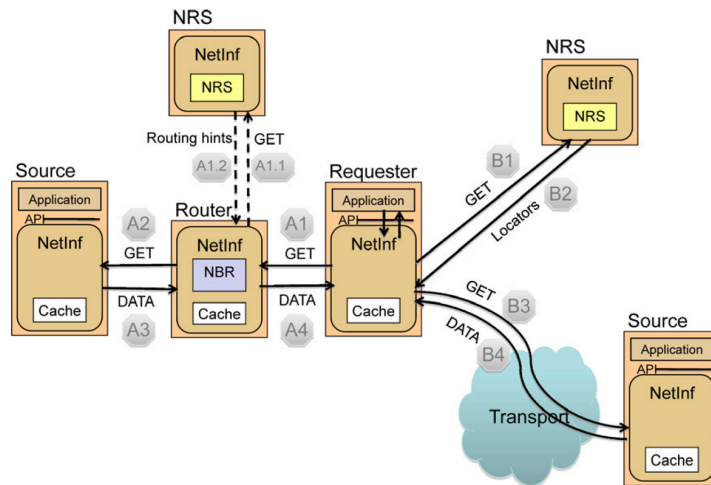 NRS
NetInf
NRS
Routing hints
GET
A1.2
A1.1
NRS
NetInf
NRS
Source
Application
API
NetInf
Cache
A2
GET
DATA
A3
Router
NetInf
NBR
Cache
A1
GET
DATA
A4
Requester
Application
API
NetInf
Cache
B1
GET
B2
Locators
GET
B3
DATA
B4
Transport
Source
Application
API
NetInf
Cache